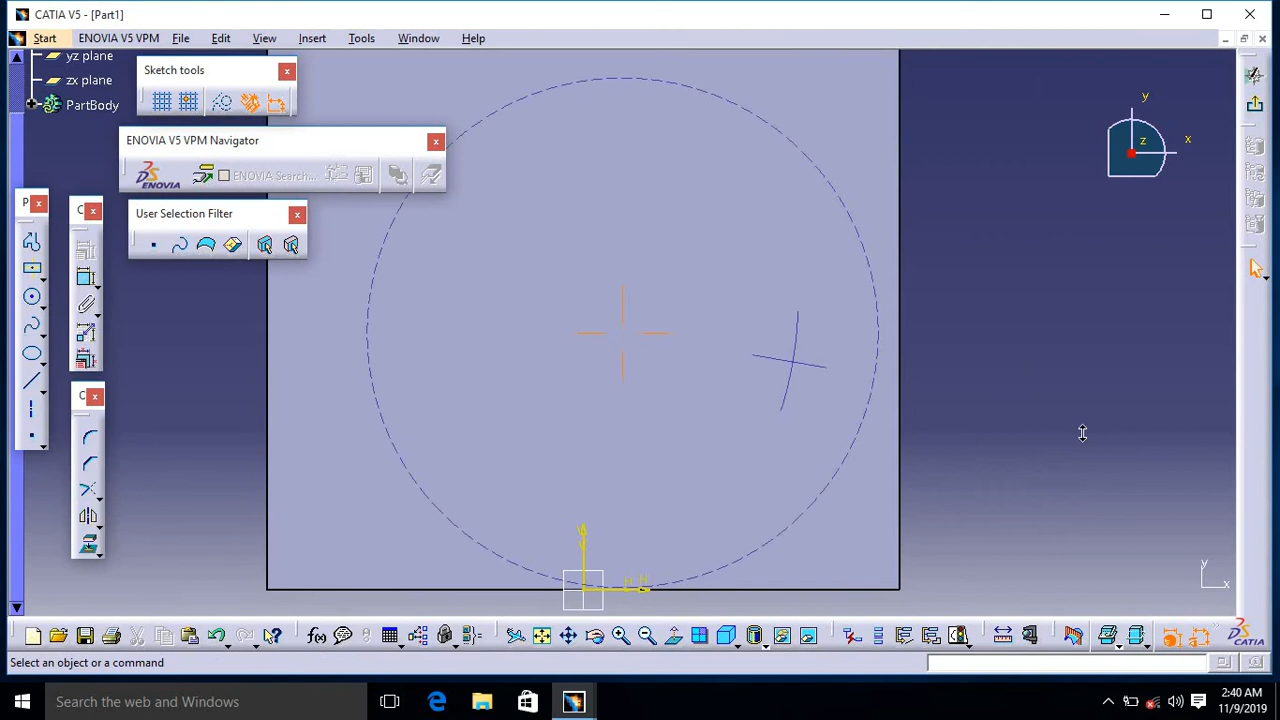 CATIA V5 - [Part1]
Start ENOVIA V5 VPM File Edit View Insert Tools Window Help
yz plane
zx plane
PartBody
Sketch tools
ENOVIA V5 VPM Navigator
ENOVIA
ENOVIA Search...
User Selection Filter
P
C
C
y
x
z
V
H
H
y
x
f(x)
CATIA
Select an object or a command
Search the web and Windows
2:40 AM
11/9/2019